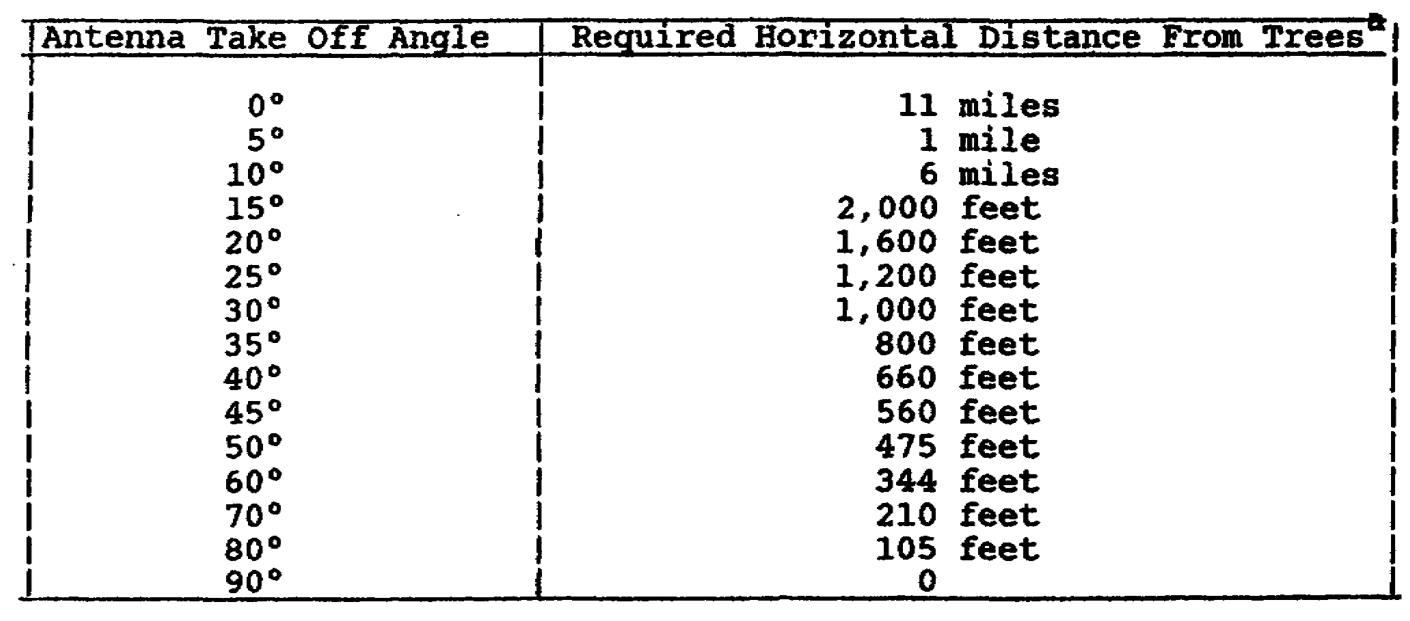 Antenna Take Off Angle Required Horizontal Distance From Trees a
0° 11 miles
5° 1 mile
10° 6 miles
15° 2,000 feet
20° 1,600 feet
25° 1,200 feet
30° 1,000 feet
35° 800 feet
40° 660 feet
45° 560 feet
50° 475 feet
60° 344 feet
70° 210 feet
80° 105 feet
90° 0